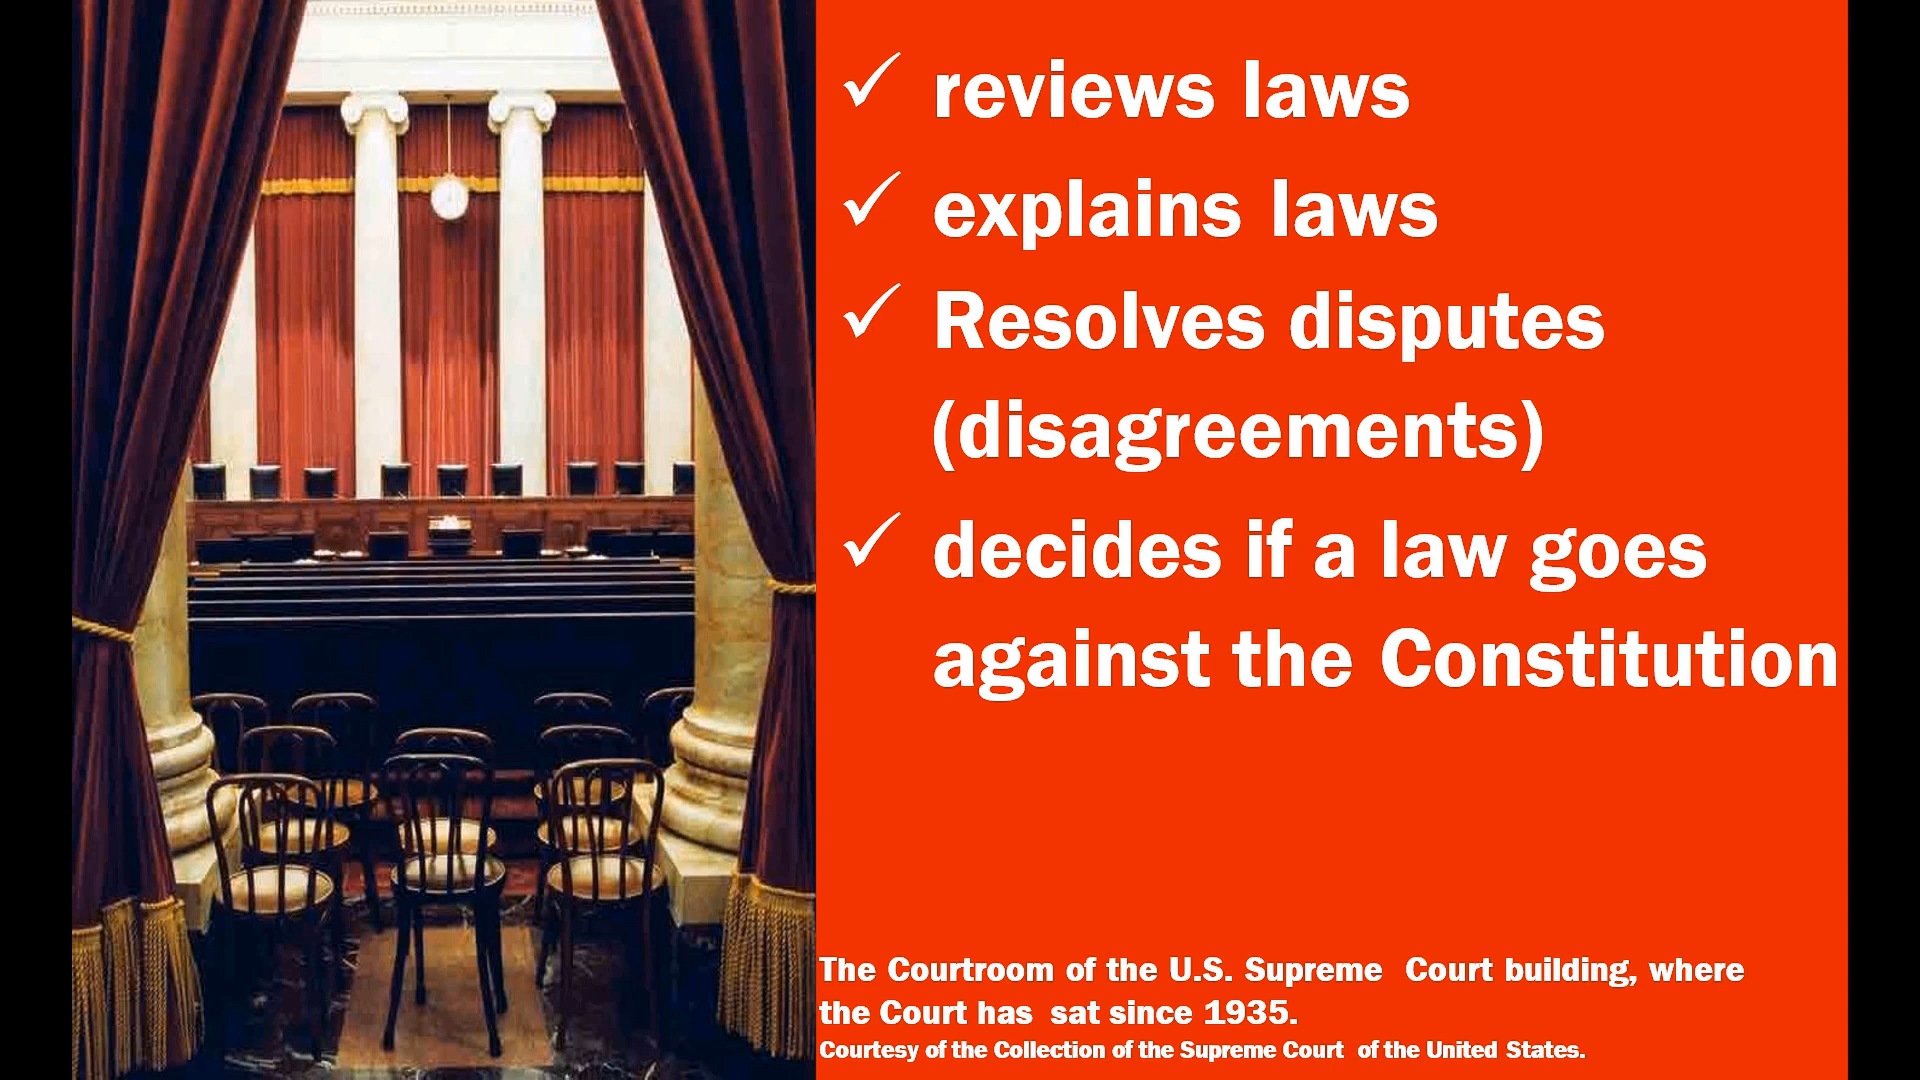 ✓ reviews laws
✓ explains laws
✓ Resolves disputes
(disagreements)
✓ decides if a law goes
against the Constitution
The Courtroom of the U.S. Supreme Court building, where
the Court has sat since 1935.
Courtesy of the Collection of the Supreme Court of the United States.